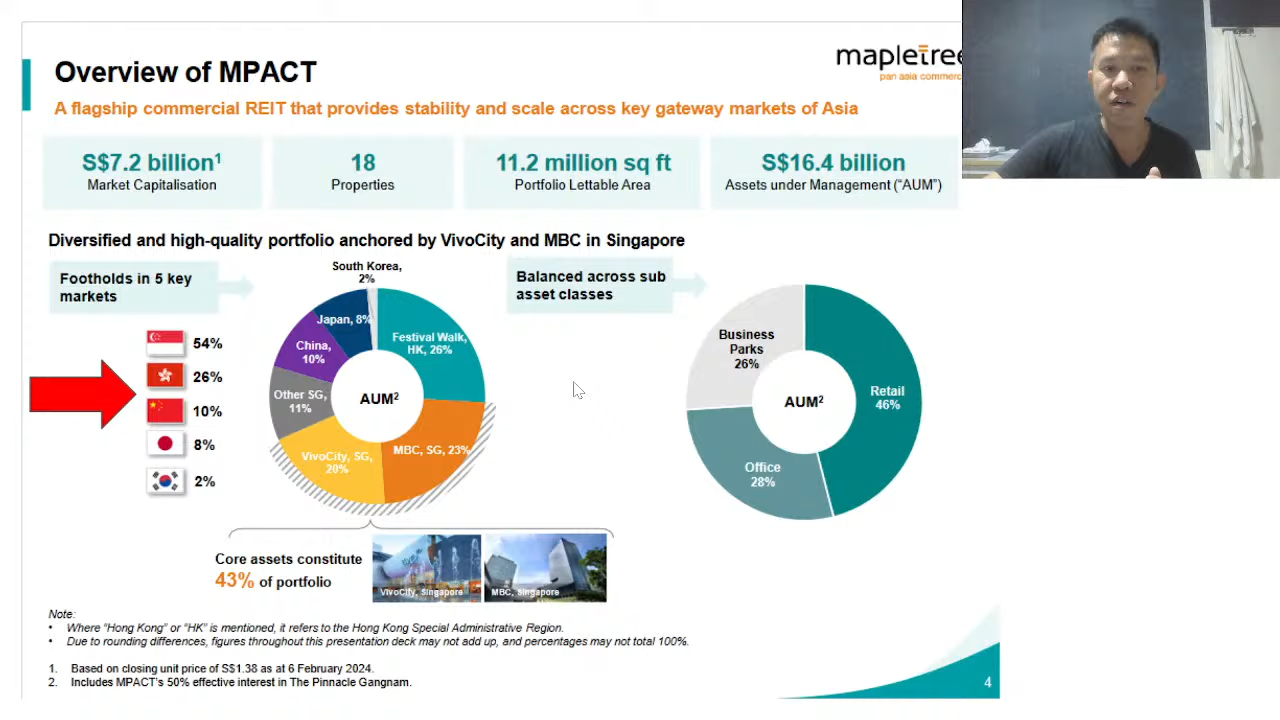 Overview of MPACT
mapletree
pan asia commerc
A flagship commercial REIT that provides stability and scale across key gateway markets of Asia
S$7.2 billion1
Market Capitalisation
18
Properties
11.2 million sq ft
Portfolio Lettable Area
S$16.4 billion
Assets under Management (“AUM”)
Diversified and high-quality portfolio anchored by VivoCity and MBC in Singapore
Footholds in 5 key
markets
54%
26%
10%
8%
2%
South Korea,
2%
Japan, 8%
China,
10%
Other SG,
11%
VivoCity, SG,
20%
MBC, SG, 23%
Festival Walk,
HK, 26%
AUM2
Balanced across sub
asset classes
Business
Parks
26%
Retail
46%
Office
28%
AUM2
Core assets constitute
43% of portfolio
VivoCity, Singapore
MBC, Singapore
Note:
• Where “Hong Kong” or “HK” is mentioned, it refers to the Hong Kong Special Administrative Region.
• Due to rounding differences, figures throughout this presentation deck may not add up, and percentages may not total 100%.
1. Based on closing unit price of S$1.38 as at 6 February 2024.
2. Includes MPACT’s 50% effective interest in The Pinnacle Gangnam.
4